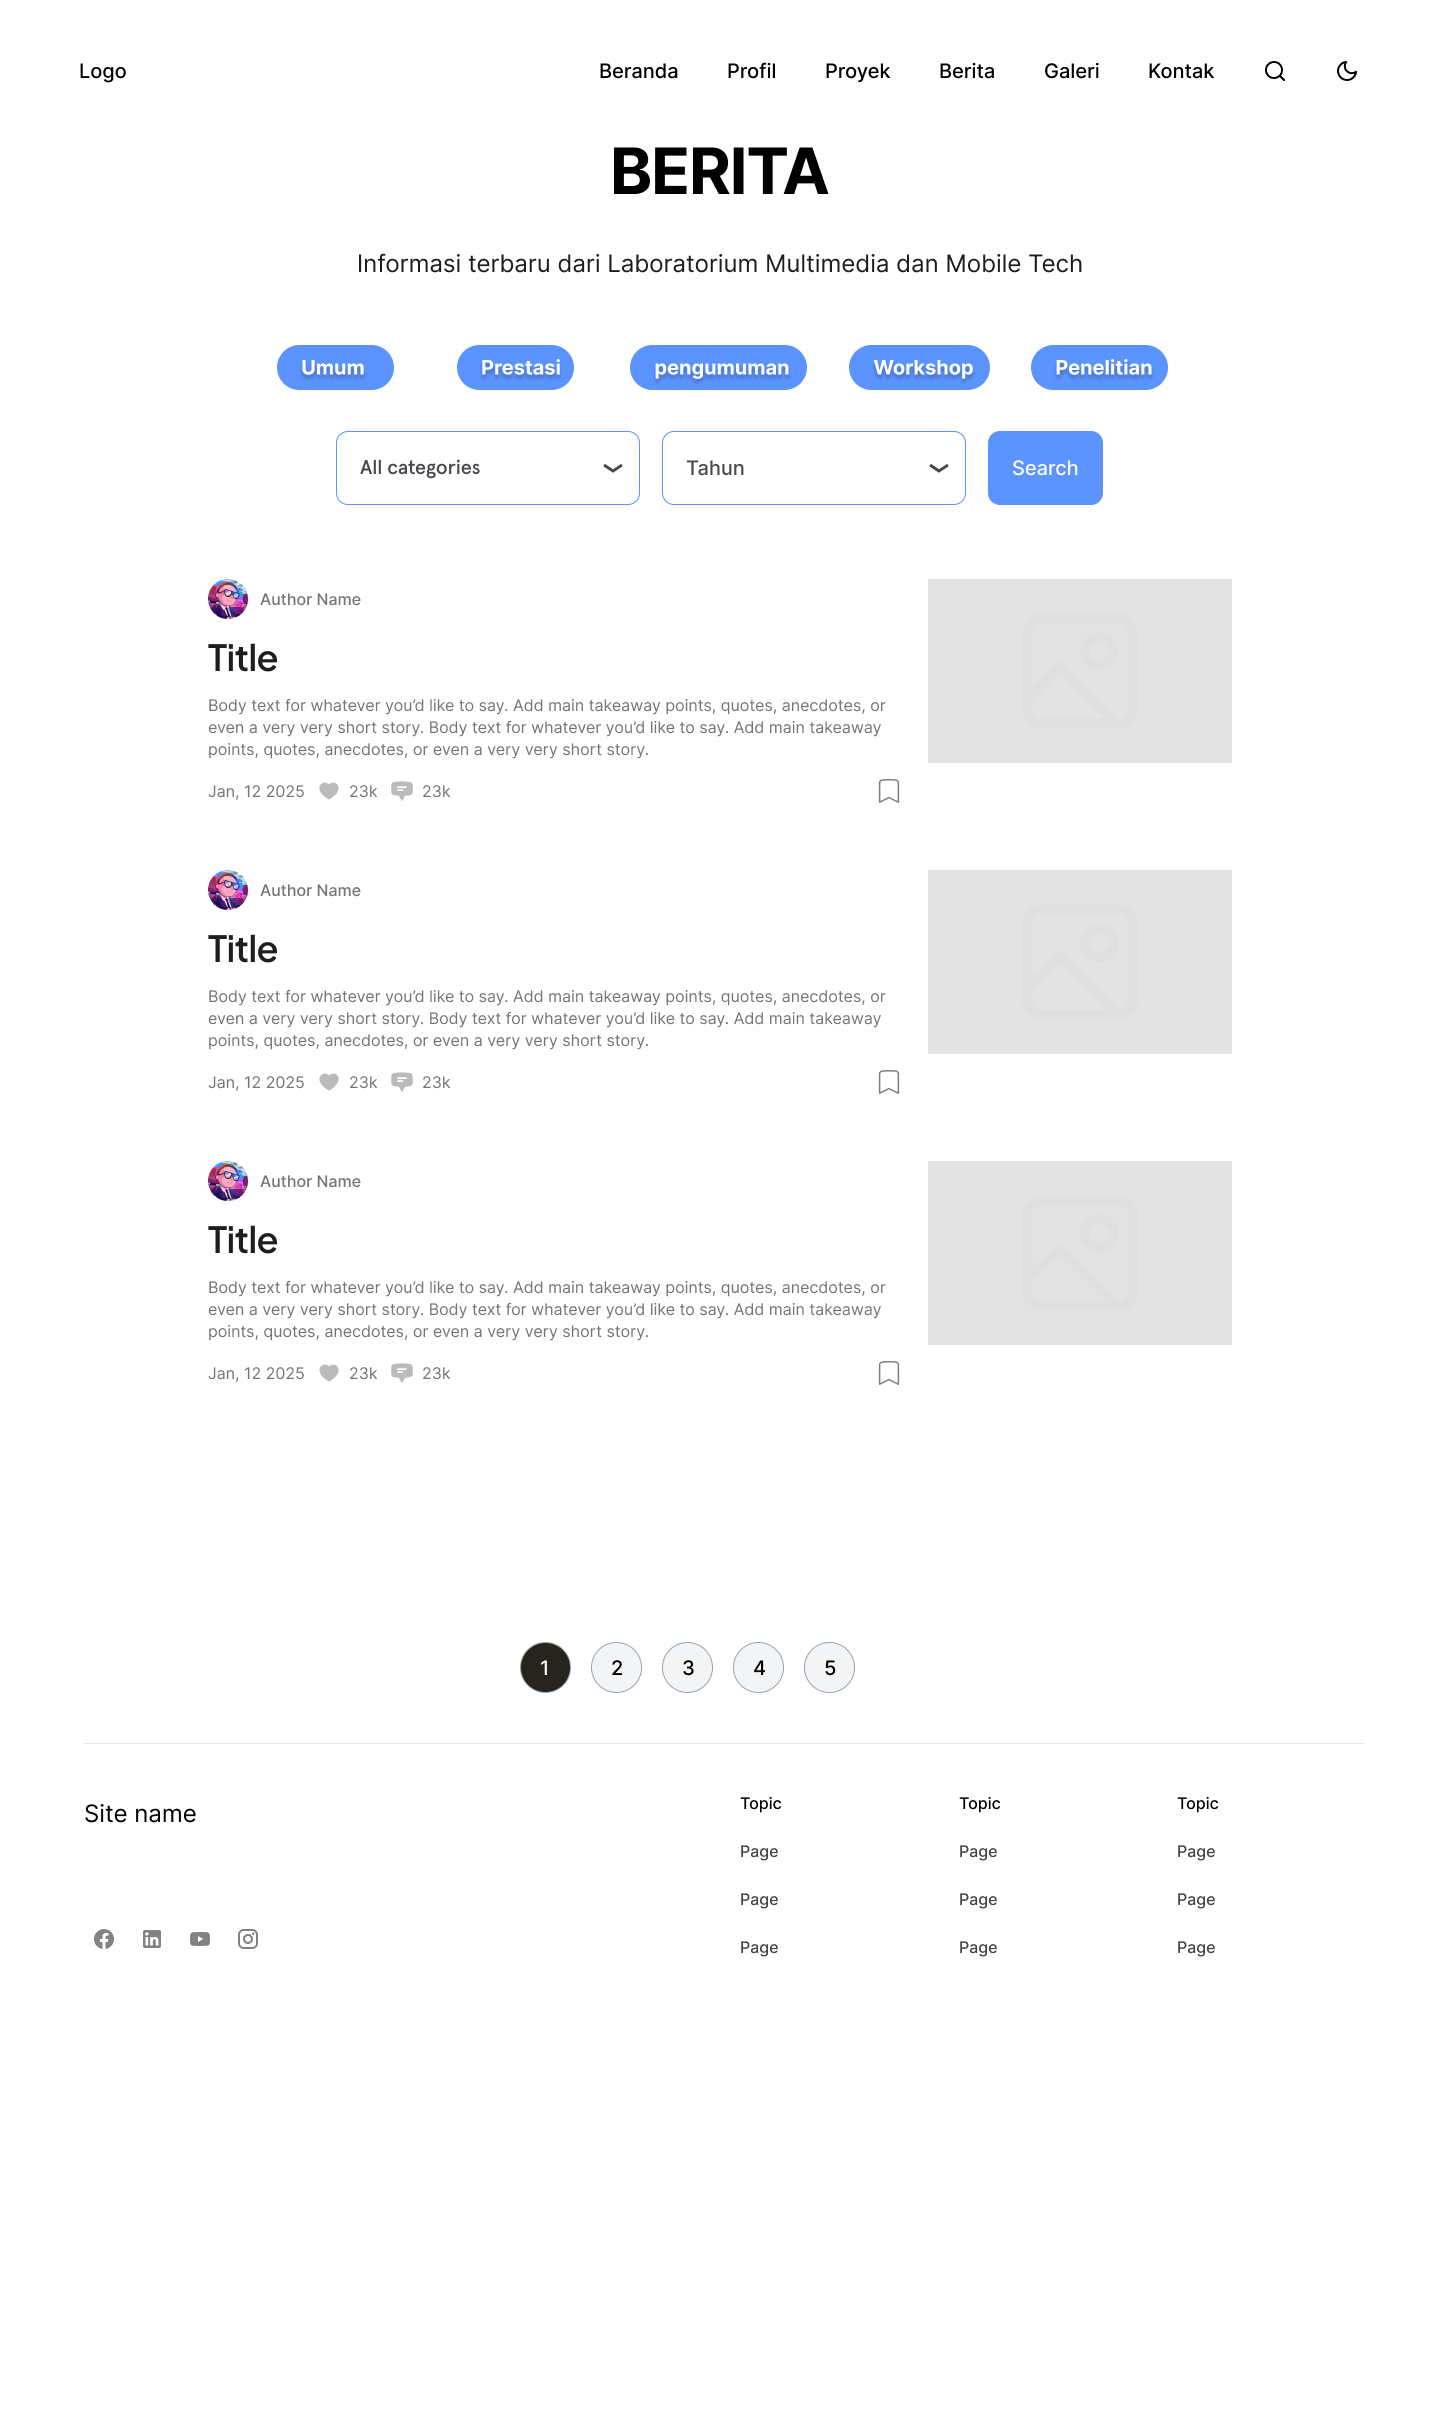 Logo
Beranda Profil Proyek Berita Galeri Kontak
BERITA
Informasi terbaru dari Laboratorium Multimedia dan Mobile Tech
Umum Prestasi pengumuman Workshop Penelitian
All categories Tahun Search
Author Name
Title
Body text for whatever you’d like to say. Add main takeaway points, quotes, anecdotes, or
even a very very short story. Body text for whatever you’d like to say. Add main takeaway
points, quotes, anecdotes, or even a very very short story.
Jan, 12 2025 23k 23k
Author Name
Title
Body text for whatever you’d like to say. Add main takeaway points, quotes, anecdotes, or
even a very very short story. Body text for whatever you’d like to say. Add main takeaway
points, quotes, anecdotes, or even a very very short story.
Jan, 12 2025 23k 23k
Author Name
Title
Body text for whatever you’d like to say. Add main takeaway points, quotes, anecdotes, or
even a very very short story. Body text for whatever you’d like to say. Add main takeaway
points, quotes, anecdotes, or even a very very short story.
Jan, 12 2025 23k 23k
1 2 3 4 5
Site name
Topic Topic Topic
Page Page Page
Page Page Page
Page Page Page